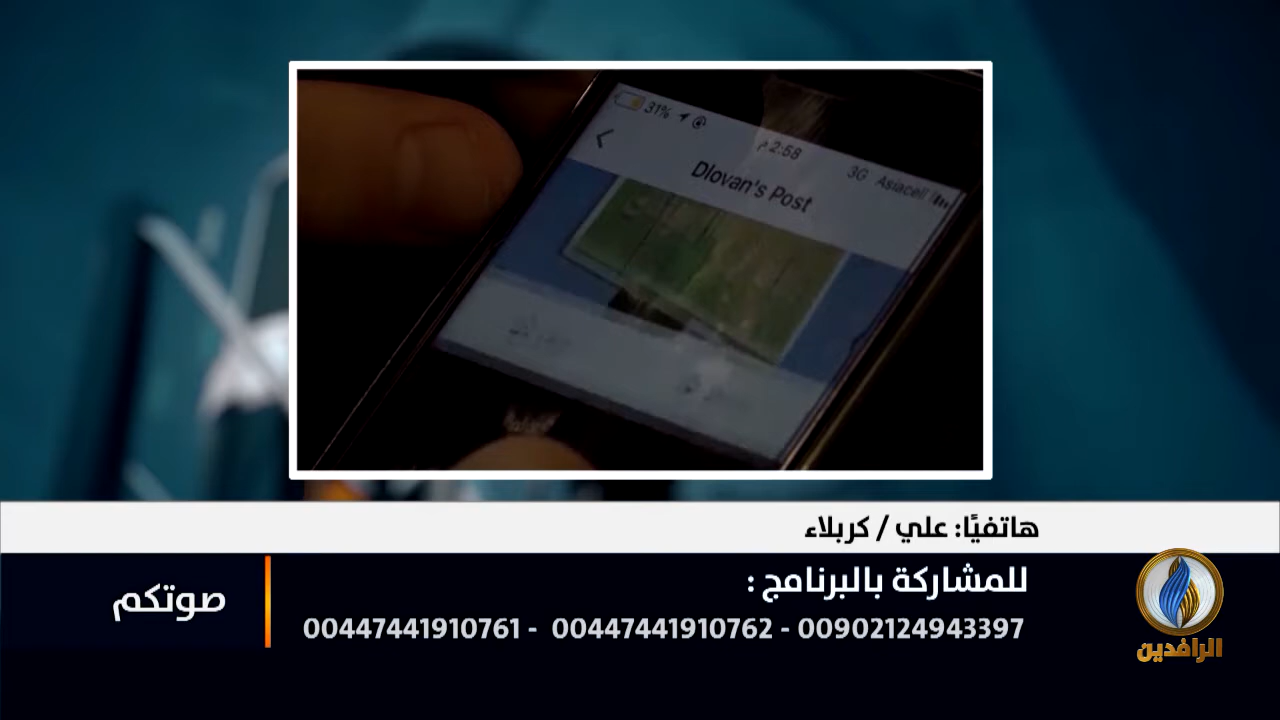 31%
م 2:58
3G Asiacell
Dlovan's Post
هاتفيًا: علي / كربلاء
للمشاركة بالبرنامج :
00447441910761 - 00447441910762 - 00902124943397
صوتكم
الرافدين